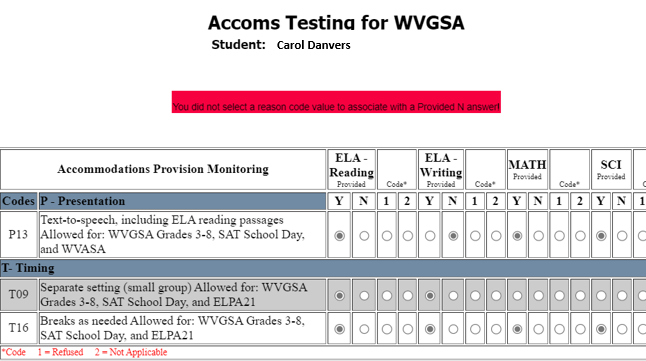 Accoms Testing for WVGSA
Student: Carol Danvers
You did not select a reason code value to associate with a Provided N answer!
Accommodations Provision Monitoring
ELA - Reading
Provided
Code*
ELA - Writing
Provided
Code*
MATH
Provided
Code*
SCI
Provided
Codes P - Presentation Y N 1 2 Y N 1 2 Y N 1 2 Y N 1
P13
Text-to-speech, including ELA reading passages
Allowed for: WVGSA Grades 3-8, SAT School Day,
and WVASA
T- Timing
T09
Separate setting (small group) Allowed for: WVGSA
Grades 3-8, SAT School Day, and ELPA21
T16
Breaks as needed Allowed for: WVGSA Grades 3-8,
SAT School Day, and ELPA21
*Code 1 = Refused 2 = Not Applicable